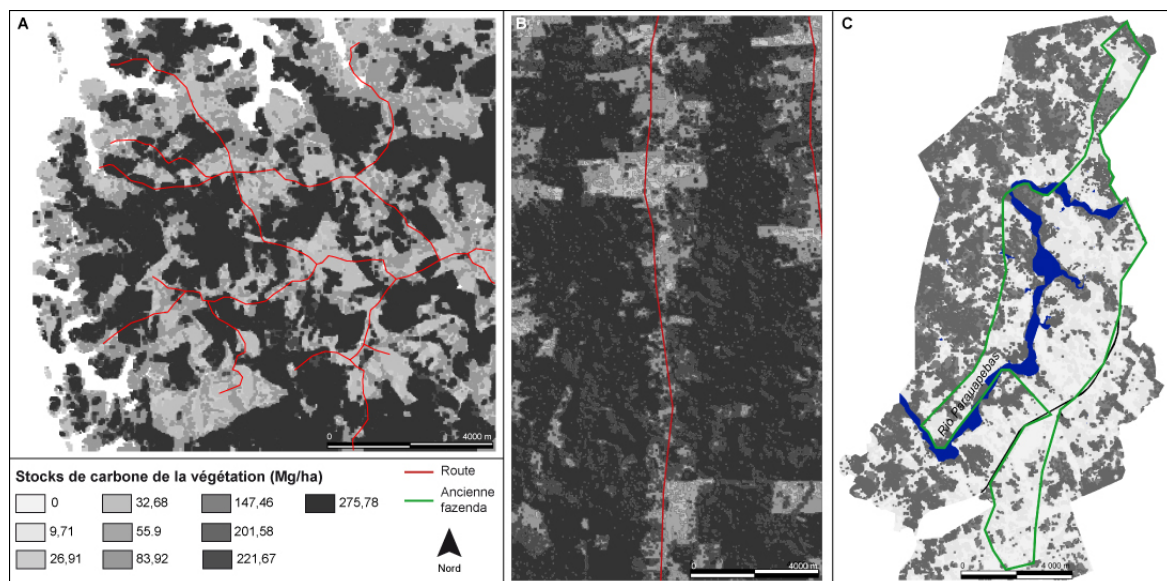 A
B
C
0 4000 m
0 4000 m
0 4 000 m
Rio Parauapebas
Stocks de carbone de la végétation (Mg/ha)
0
9,71
26,91
32,68
55.9
83,92
147,46
201,58
221,67
275,78
Route
Ancienne
fazenda
Nord